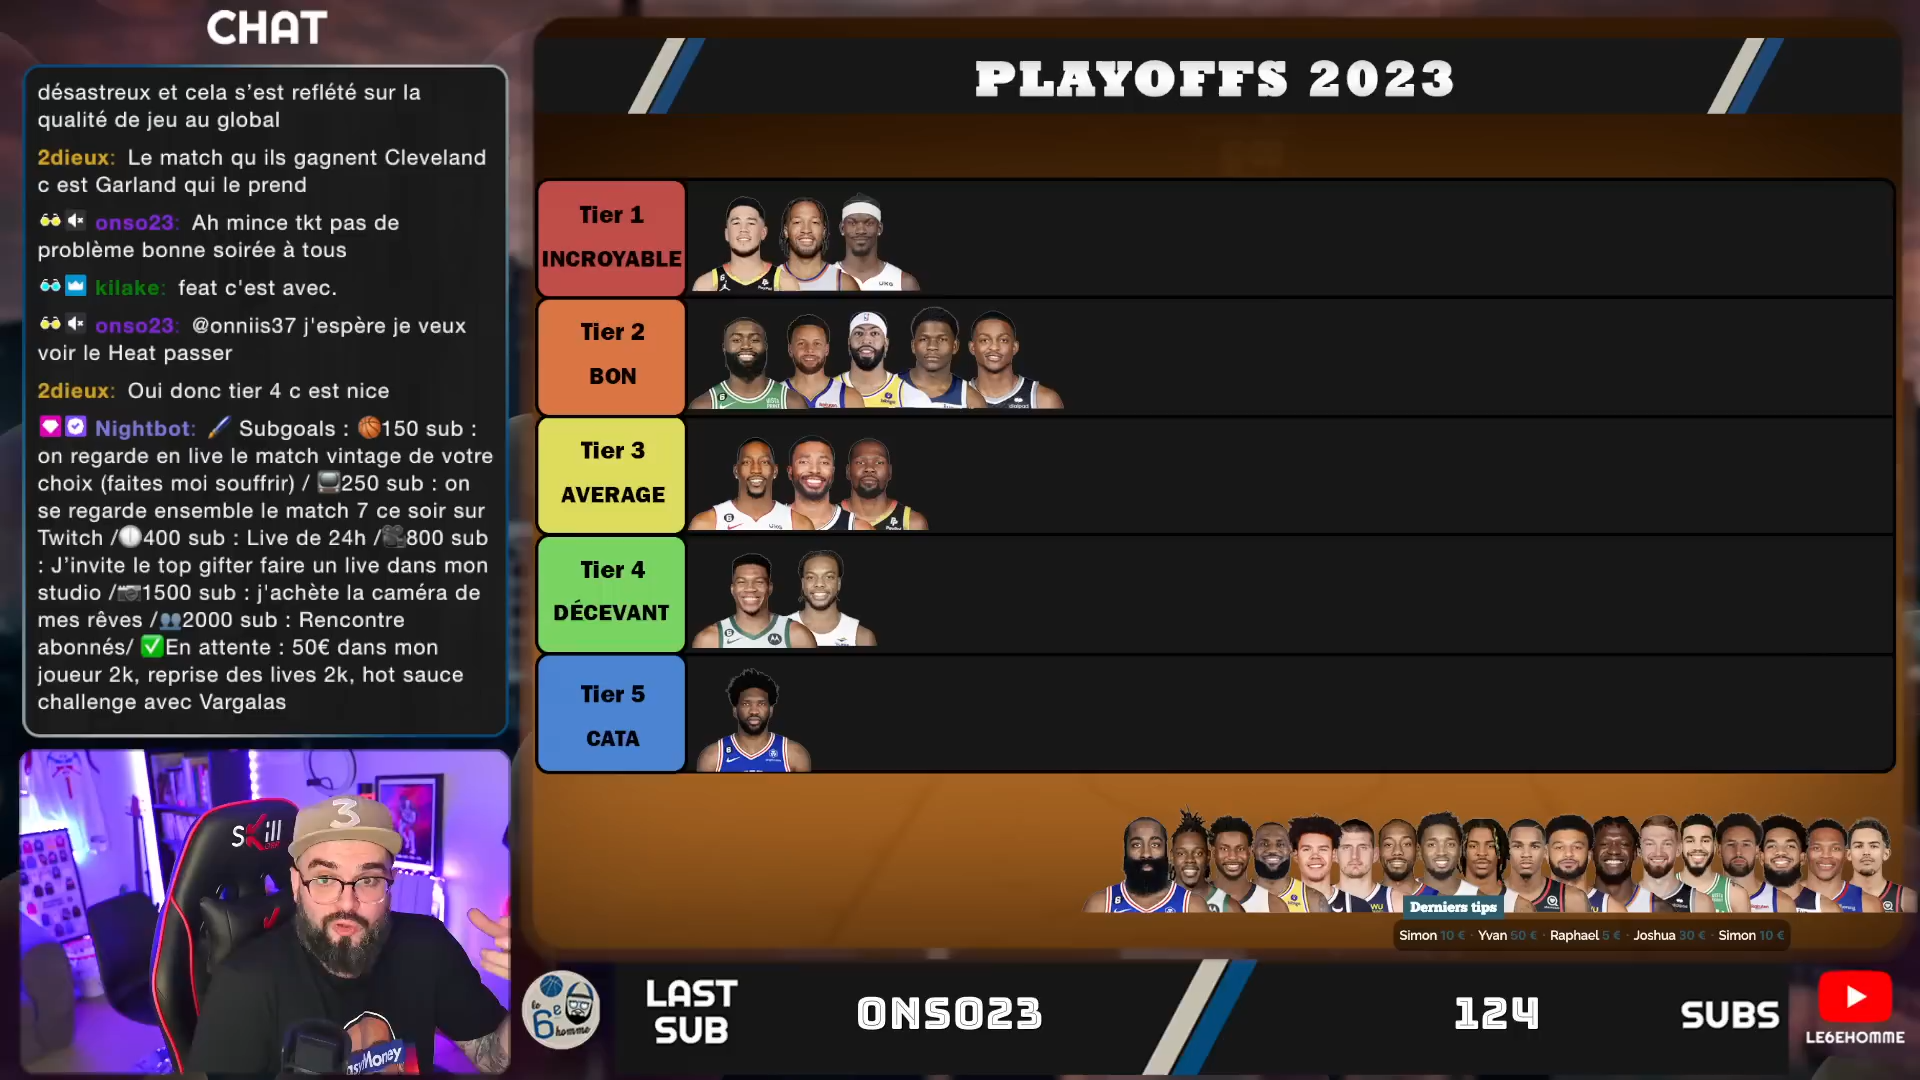 CHAT
désastreux et cela s’est reflété sur la
qualité de jeu au global
2dieux: Le match qu ils gagnent Cleveland
c est Garland qui le prend
onso23: Ah mince tkt pas de
problème bonne soirée à tous
kilake: feat c'est avec.
onso23: @onniis37 j'espère je veux
voir le Heat passer
2dieux: Oui donc tier 4 c est nice
Nightbot: 🖌️ Subgoals : 🏀150 sub :
on regarde en live le match vintage de votre
choix (faites moi souffrir) / 📺250 sub : on
se regarde ensemble le match 7 ce soir sur
Twitch /🕛400 sub : Live de 24h /🎥800 sub
: J’invite le top gifter faire un live dans mon
studio /📷1500 sub : j'achète la caméra de
mes rêves /👥2000 sub : Rencontre
abonnés/ ✅En attente : 50€ dans mon
joueur 2k, reprise des lives 2k, hot sauce
challenge avec Vargalas
PLAYOFFS 2023
Tier 1
INCROYABLE
Tier 2
BON
Tier 3
AVERAGE
Tier 4
DÉCEVANT
Tier 5
CATA
Derniers tips
Simon 10 € · Yvan 50 € · Raphael 5 € · Joshua 30 € · Simon 10 €
SKill
3
le 6e homme
LAST
SUB
ONSO23
124
SUBS
LE6EHOMME